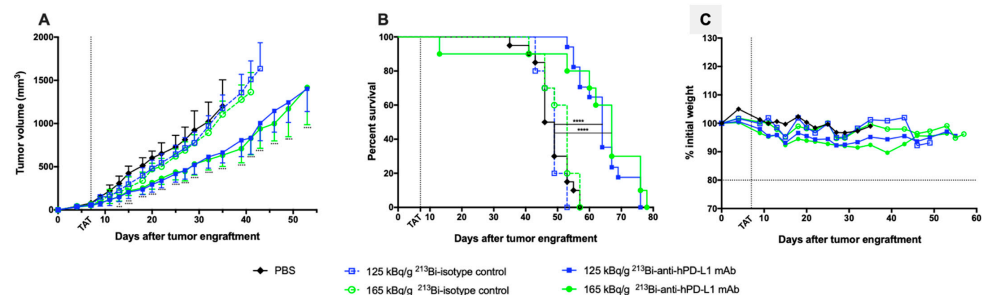 A
B
C
Tumor volume (mm³)
2000
1500
1000
500
0
0
10
20
30
40
50
TAT
Days after tumor engraftment
Percent survival
100
80
60
40
20
0
0
10
20
30
40
50
60
70
80
TAT
****
****
Days after tumor engraftment
% initial weight
130
120
110
100
90
80
70
0
10
20
30
40
50
60
TAT
Days after tumor engraftment
PBS
125 kBq/g ²¹³Bi-isotype control
165 kBq/g ²¹³Bi-isotype control
125 kBq/g ²¹³Bi-anti-hPD-L1 mAb
165 kBq/g ²¹³Bi-anti-hPD-L1 mAb